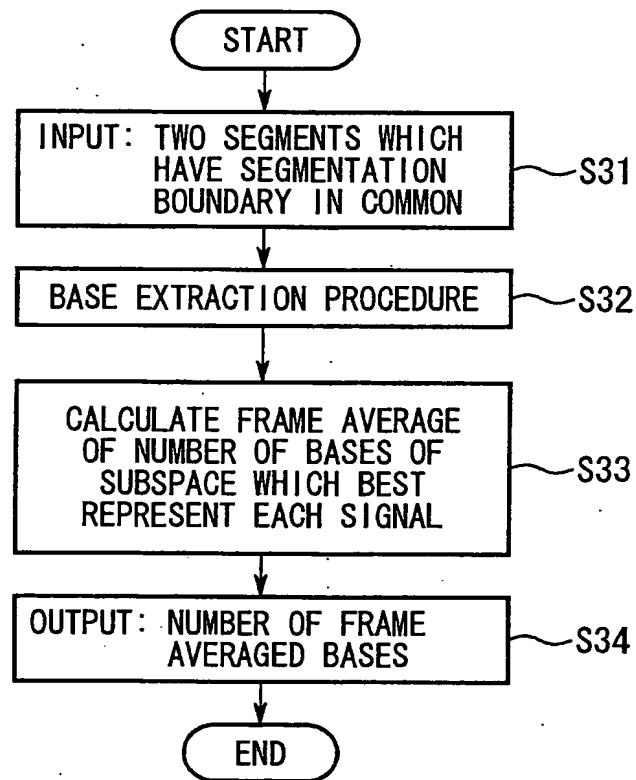 START
INPUT: TWO SEGMENTS WHICH
HAVE SEGMENTATION
BOUNDARY IN COMMON
S31
BASE EXTRACTION PROCEDURE
S32
CALCULATE FRAME AVERAGE
OF NUMBER OF BASES OF
SUBSPACE WHICH BEST
REPRESENT EACH SIGNAL
S33
OUTPUT: NUMBER OF FRAME
AVERAGED BASES
S34
END